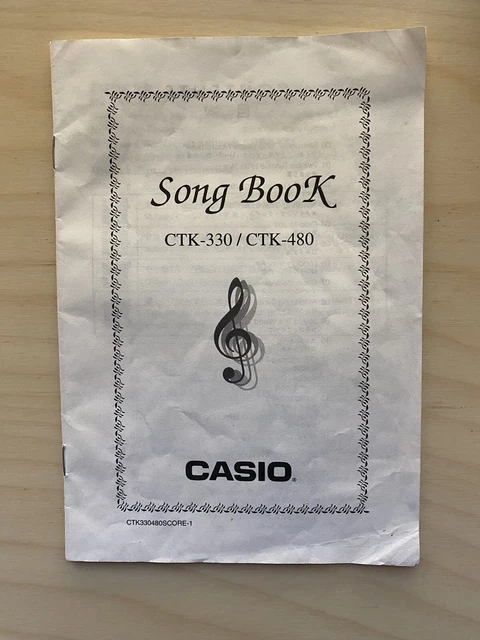 Song BooK
CTK-330 / CTK-480
CASIO®
CTK330480SCORE-1